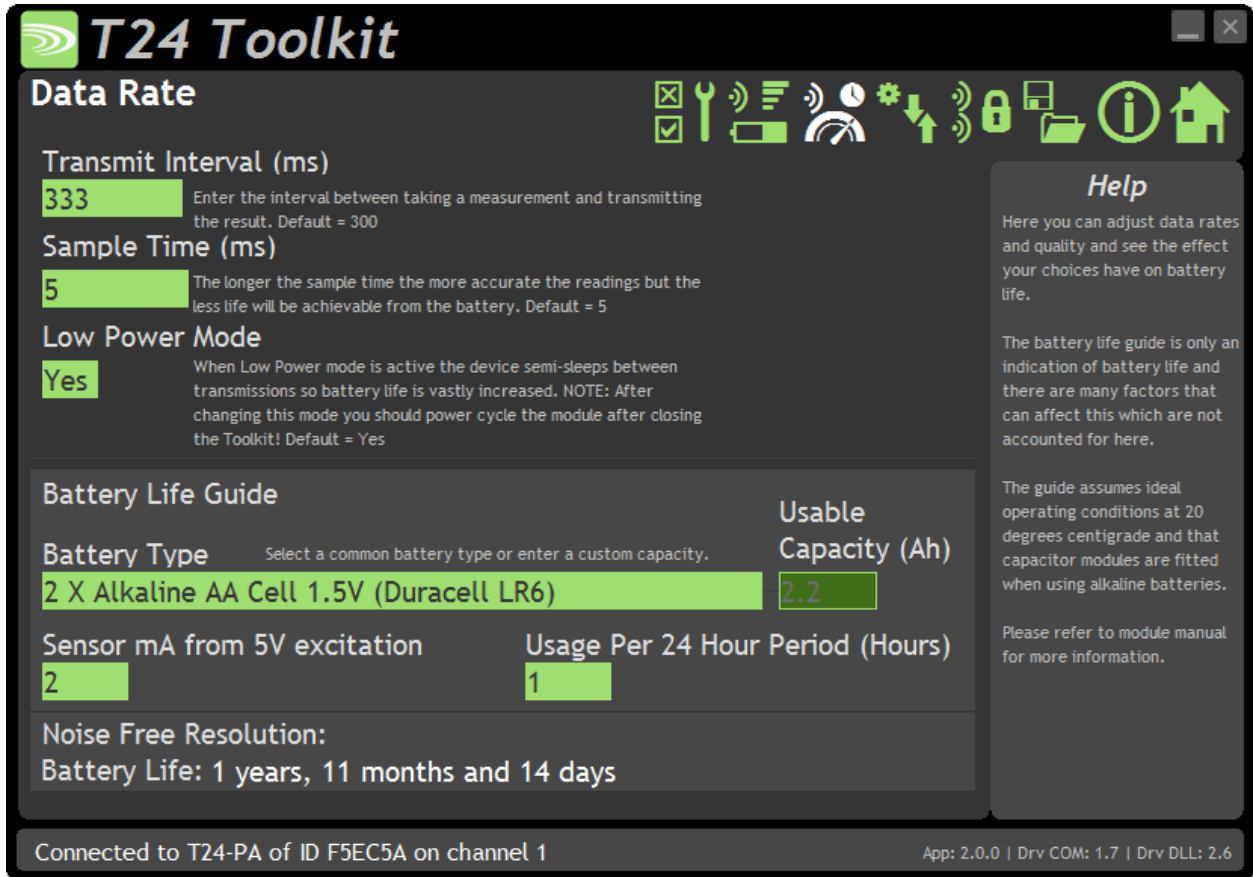 T24 Toolkit
Data Rate
Transmit Interval (ms)
333
Enter the interval between taking a measurement and transmitting
the result. Default = 300
Sample Time (ms)
5
The longer the sample time the more accurate the readings but the
less life will be achievable from the battery. Default = 5
Low Power Mode
Yes
When Low Power mode is active the device semi-sleeps between
transmissions so battery life is vastly increased. NOTE: After
changing this mode you should power cycle the module after closing
the Toolkit! Default = Yes
Battery Life Guide
Battery Type
Select a common battery type or enter a custom capacity.
Usable
Capacity (Ah)
2 X Alkaline AA Cell 1.5V (Duracell LR6)
2.2
Sensor mA from 5V excitation
2
Usage Per 24 Hour Period (Hours)
1
Noise Free Resolution:
Battery Life: 1 years, 11 months and 14 days
Help
Here you can adjust data rates
and quality and see the effect
your choices have on battery
life.
The battery life guide is only an
indication of battery life and
there are many factors that
can affect this which are not
accounted for here.
The guide assumes ideal
operating conditions at 20
degrees centigrade and that
capacitor modules are fitted
when using alkaline batteries.
Please refer to module manual
for more information.
Connected to T24-PA of ID F5EC5A on channel 1
App: 2.0.0 | Drv COM: 1.7 | Drv DLL: 2.6